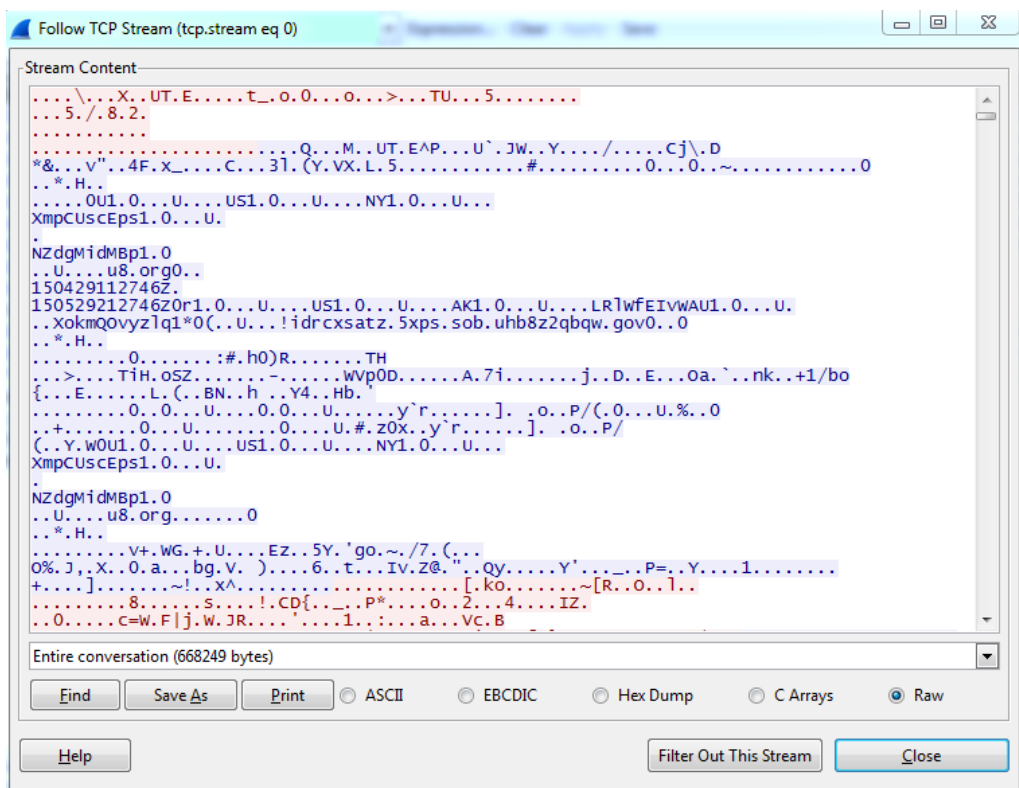 Follow TCP Stream (tcp.stream eq 0)
Stream Content
....\...X..UT.E.....t_.o.0...o...>...TU...5........
...5./.8.2.
...........
......................Q...M..UT.E^P...U`.JW..Y..../.....Cj\.D
*&...v"..4F.x_....C...3l.(Y.VX.L.5............#..........0...0..~............0
..*.H..
.....0U1.0...U....US1.0...U....NY1.0...U...
XmpCUscEps1.0...U.
.
NZdgMidMBp1.0
..U....u8.org0..
150429112746Z.
150529212746Z0r1.0...U....US1.0...U....AK1.0...U....LRlWfEIvWAU1.0...U.
..XokmQOvyzlq1*0(..U...!idrcxsatz.5xps.sob.uhb8z2qbqw.gov0..0
..*.H..
.........0.......:#.h0)R.......TH
...>....TiH.oSZ.......-......WVp0D......A.7i.......j..D..E...Oa.`..nk..+1/bo
{...E......L.(..BN..h ..Y4..Hb.'
.........0..0...U....0.0...U......y`r......]. .o..P/(.0...U.%..0
..+.......0...U........0....U.#.z0x..y`r......]. .o..P/
(..Y.W0U1.0...U....US1.0...U....NY1.0...U...
XmpCUscEps1.0...U.
.
NZdgMidMBp1.0
..U....u8.org.......0
..*.H..
.........v+.WG.+.U....Ez..5Y.'go.~./7.(...
0%.J,.X..0.a...bg.V. )....6..t...Iv.Z@."..Qy.....Y'..._..P=..Y....1........
+....].......~!..x^......................[.ko.......~[R..O..l..
.........8......s....!.CD{.._..P*....o..2...4....IZ.
..0.....c=W.F|j.W.JR....'....1..:...a...Vc.B
Entire conversation (668249 bytes)
Find
Save As
Print
ASCII
EBCDIC
Hex Dump
C Arrays
Raw
Help
Filter Out This Stream
Close